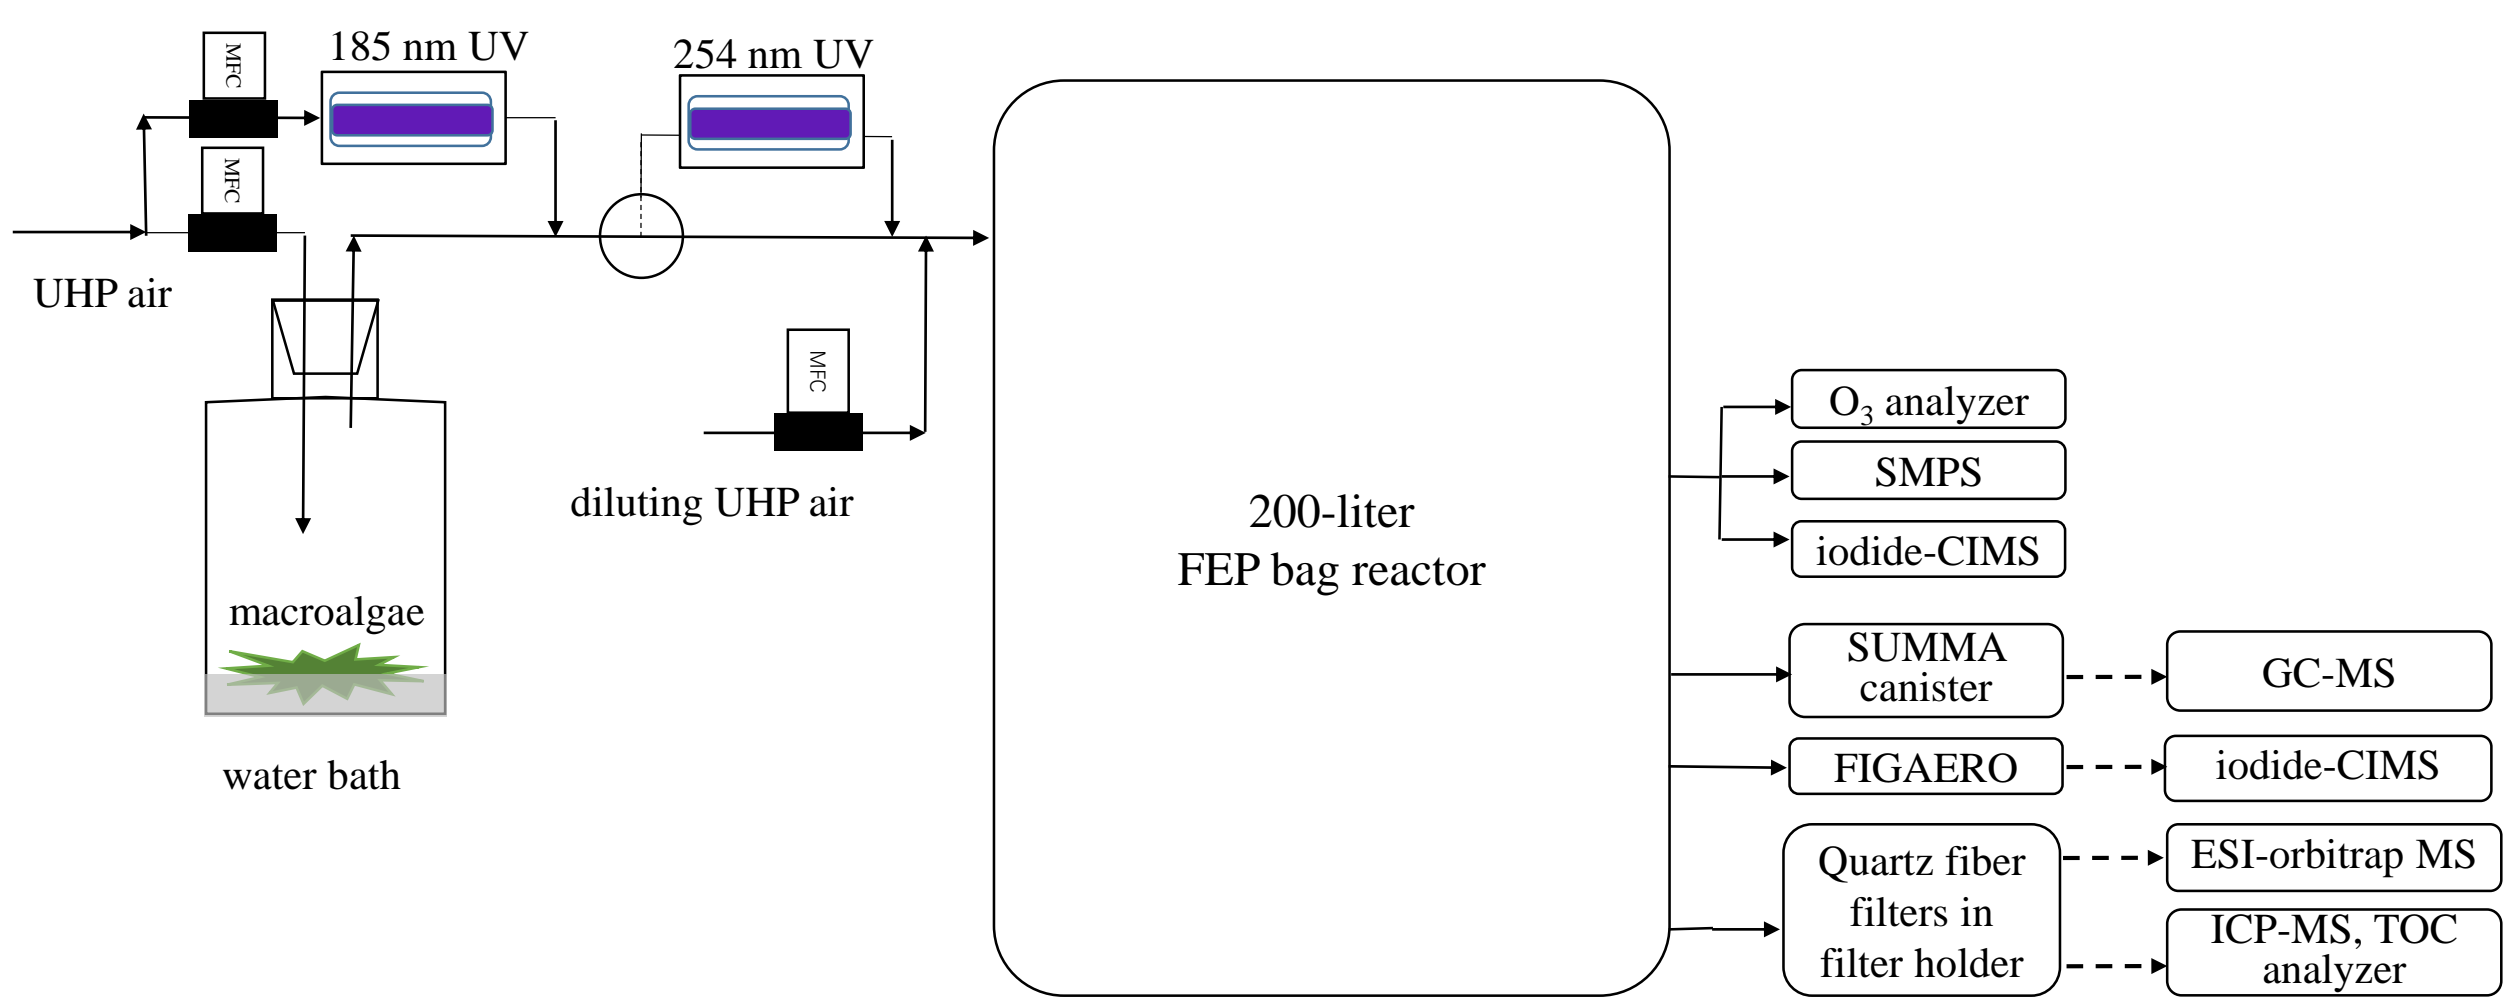 MFC
185 nm UV
254 nm UV
MFC
UHP air
MFC
diluting UHP air
macroalgae
water bath
200-liter
FEP bag reactor
O₃ analyzer
SMPS
iodide-CIMS
SUMMA
canister
GC-MS
FIGAERO
iodide-CIMS
Quartz fiber
filters in
filter holder
ESI-orbitrap MS
ICP-MS, TOC
analyzer